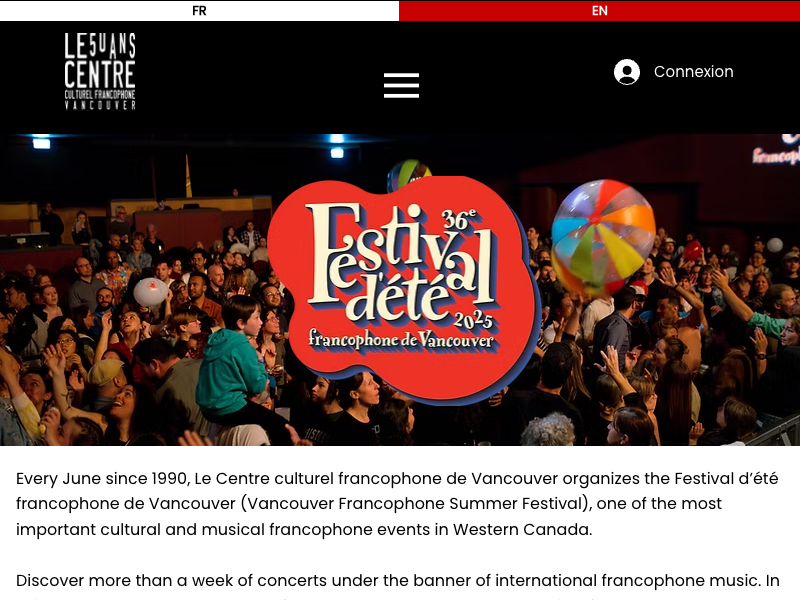 FR
EN
LE 50 ANS
CENTRE
CULTUREL FRANCOPHONE
VANCOUVER
Connexion
36e
Festival
d'été
2025
francophone de Vancouver
Every June since 1990, Le Centre culturel francophone de Vancouver organizes the Festival d’été
francophone de Vancouver (Vancouver Francophone Summer Festival), one of the most
important cultural and musical francophone events in Western Canada.
Discover more than a week of concerts under the banner of international francophone music. In